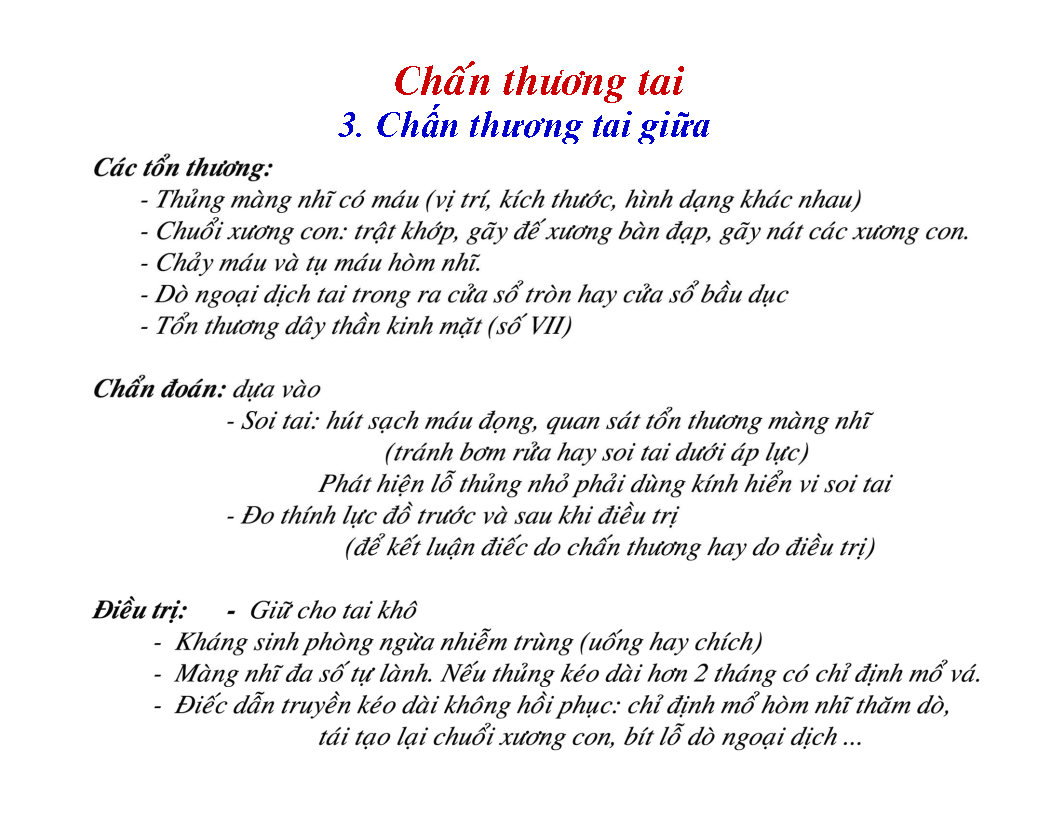 Chấn thương tai
3. Chấn thương tai giữa
Các tổn thương:
- Thủng màng nhĩ có máu (vị trí, kích thước, hình dạng khác nhau)
- Chuổi xương con: trật khớp, gãy đế xương bàn đạp, gãy nát các xương con.
- Chảy máu và tụ máu hòm nhĩ.
- Dò ngoại dịch tai trong ra cửa sổ tròn hay cửa sổ bầu dục
- Tổn thương dây thần kinh mặt (số VII)
Chẩn đoán: dựa vào
- Soi tai: hút sạch máu đọng, quan sát tổn thương màng nhĩ
(tránh bơm rửa hay soi tai dưới áp lực)
Phát hiện lỗ thủng nhỏ phải dùng kính hiển vi soi tai
- Đo thính lực đồ trước và sau khi điều trị
(để kết luận điếc do chấn thương hay do điều trị)
Điều trị: - Giữ cho tai khô
- Kháng sinh phòng ngừa nhiễm trùng (uống hay chích)
- Màng nhĩ đa số tự lành. Nếu thủng kéo dài hơn 2 tháng có chỉ định mổ vá.
- Điếc dẫn truyền kéo dài không hồi phục: chỉ định mổ hòm nhĩ thăm dò,
tái tạo lại chuổi xương con, bít lỗ dò ngoại dịch ...